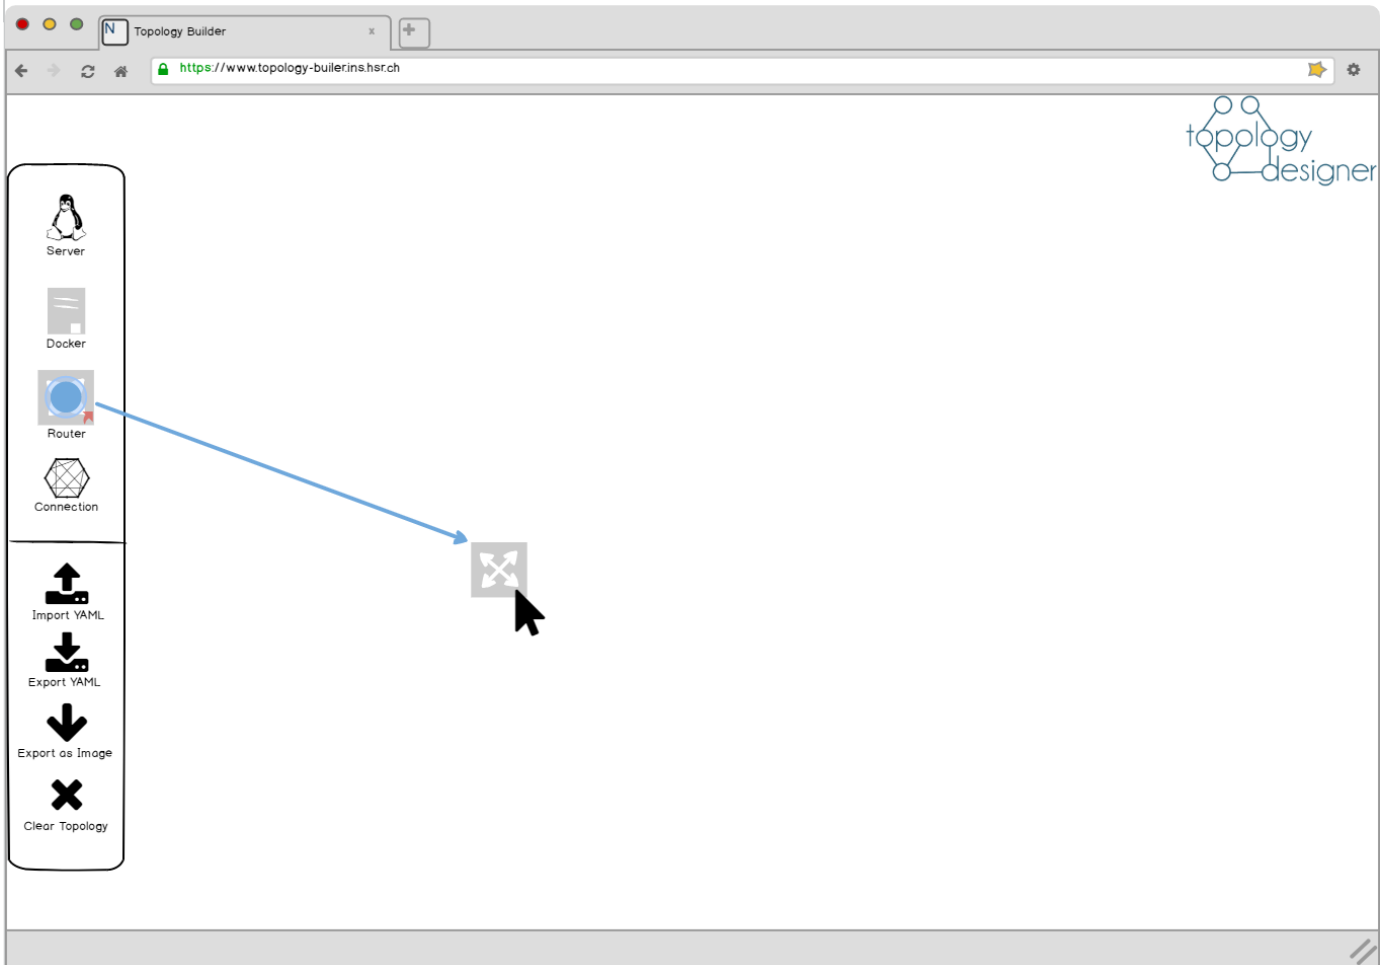 N
Topology Builder
x
https://www.topology-builer.ins.hsr.ch
topology
designer
Server
Docker
Router
Connection
Import YAML
Export YAML
Export as Image
Clear Topology